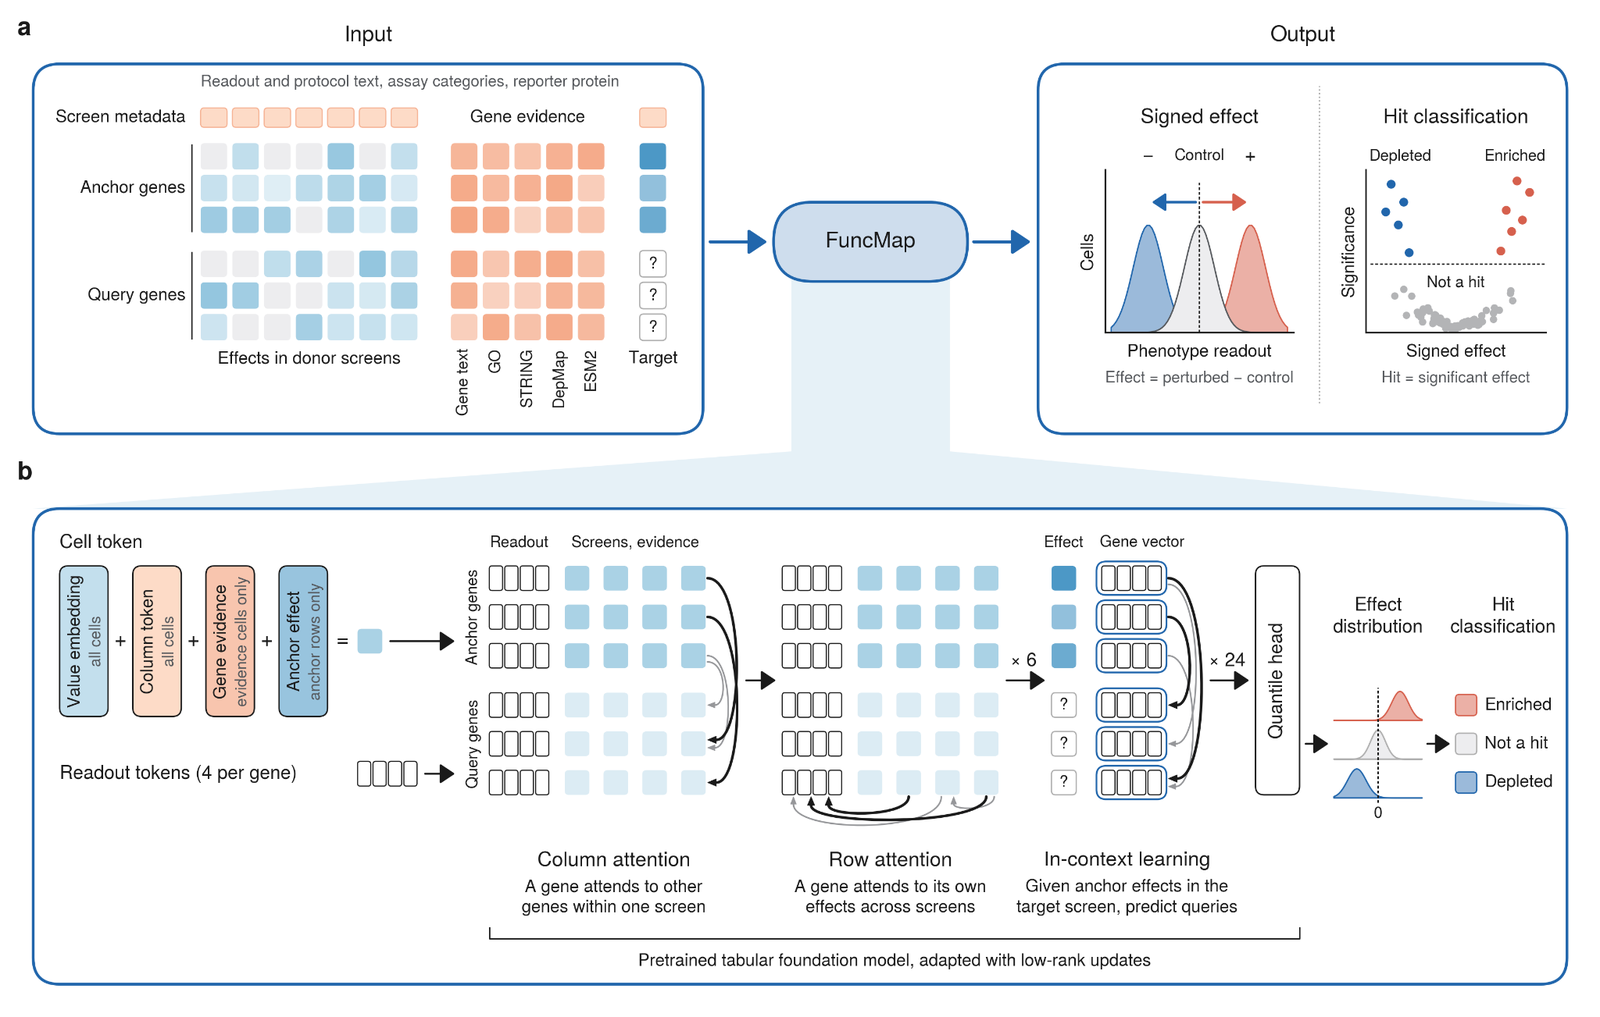 a
Input
Output
Readout and protocol text, assay categories, reporter protein
Screen metadata
Gene evidence
Anchor genes
Query genes
?
?
?
Effects in donor screens
Target
Gene text
GO
STRING
DepMap
ESM2
FuncMap
Signed effect
− Control +
Cells
Phenotype readout
Effect = perturbed − control
Hit classification
Depleted
Enriched
Significance
Not a hit
Signed effect
Hit = significant effect
b
Cell token
Value embedding
all cells
+
Column token
all cells
+
Gene evidence
evidence cells only
+
Anchor effect
anchor rows only
=
Readout tokens (4 per gene)
Readout
Screens, evidence
Anchor genes
Query genes
× 6
Effect
Gene vector
?
?
?
× 24
Quantile head
Effect
distribution
Hit
classification
Enriched
Not a hit
Depleted
0
Column attention
A gene attends to other
genes within one screen
Row attention
A gene attends to its own
effects across screens
In-context learning
Given anchor effects in the
target screen, predict queries
Pretrained tabular foundation model, adapted with low-rank updates